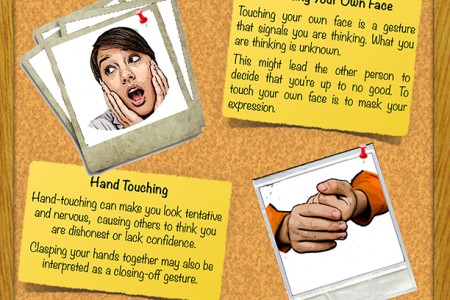 Your Own Face
Touching your own face is a gesture
that signals you are thinking. What you
are thinking is unknown.
This might lead the other person to
decide that you're up to no good. To
touch your own face is to mask your
expression.
Hand Touching
Hand-touching can make you look tentative
and nervous, causing others to think you
are dishonest or lack confidence.
Clasping your hands together may also be
interpreted as a closing-off gesture.